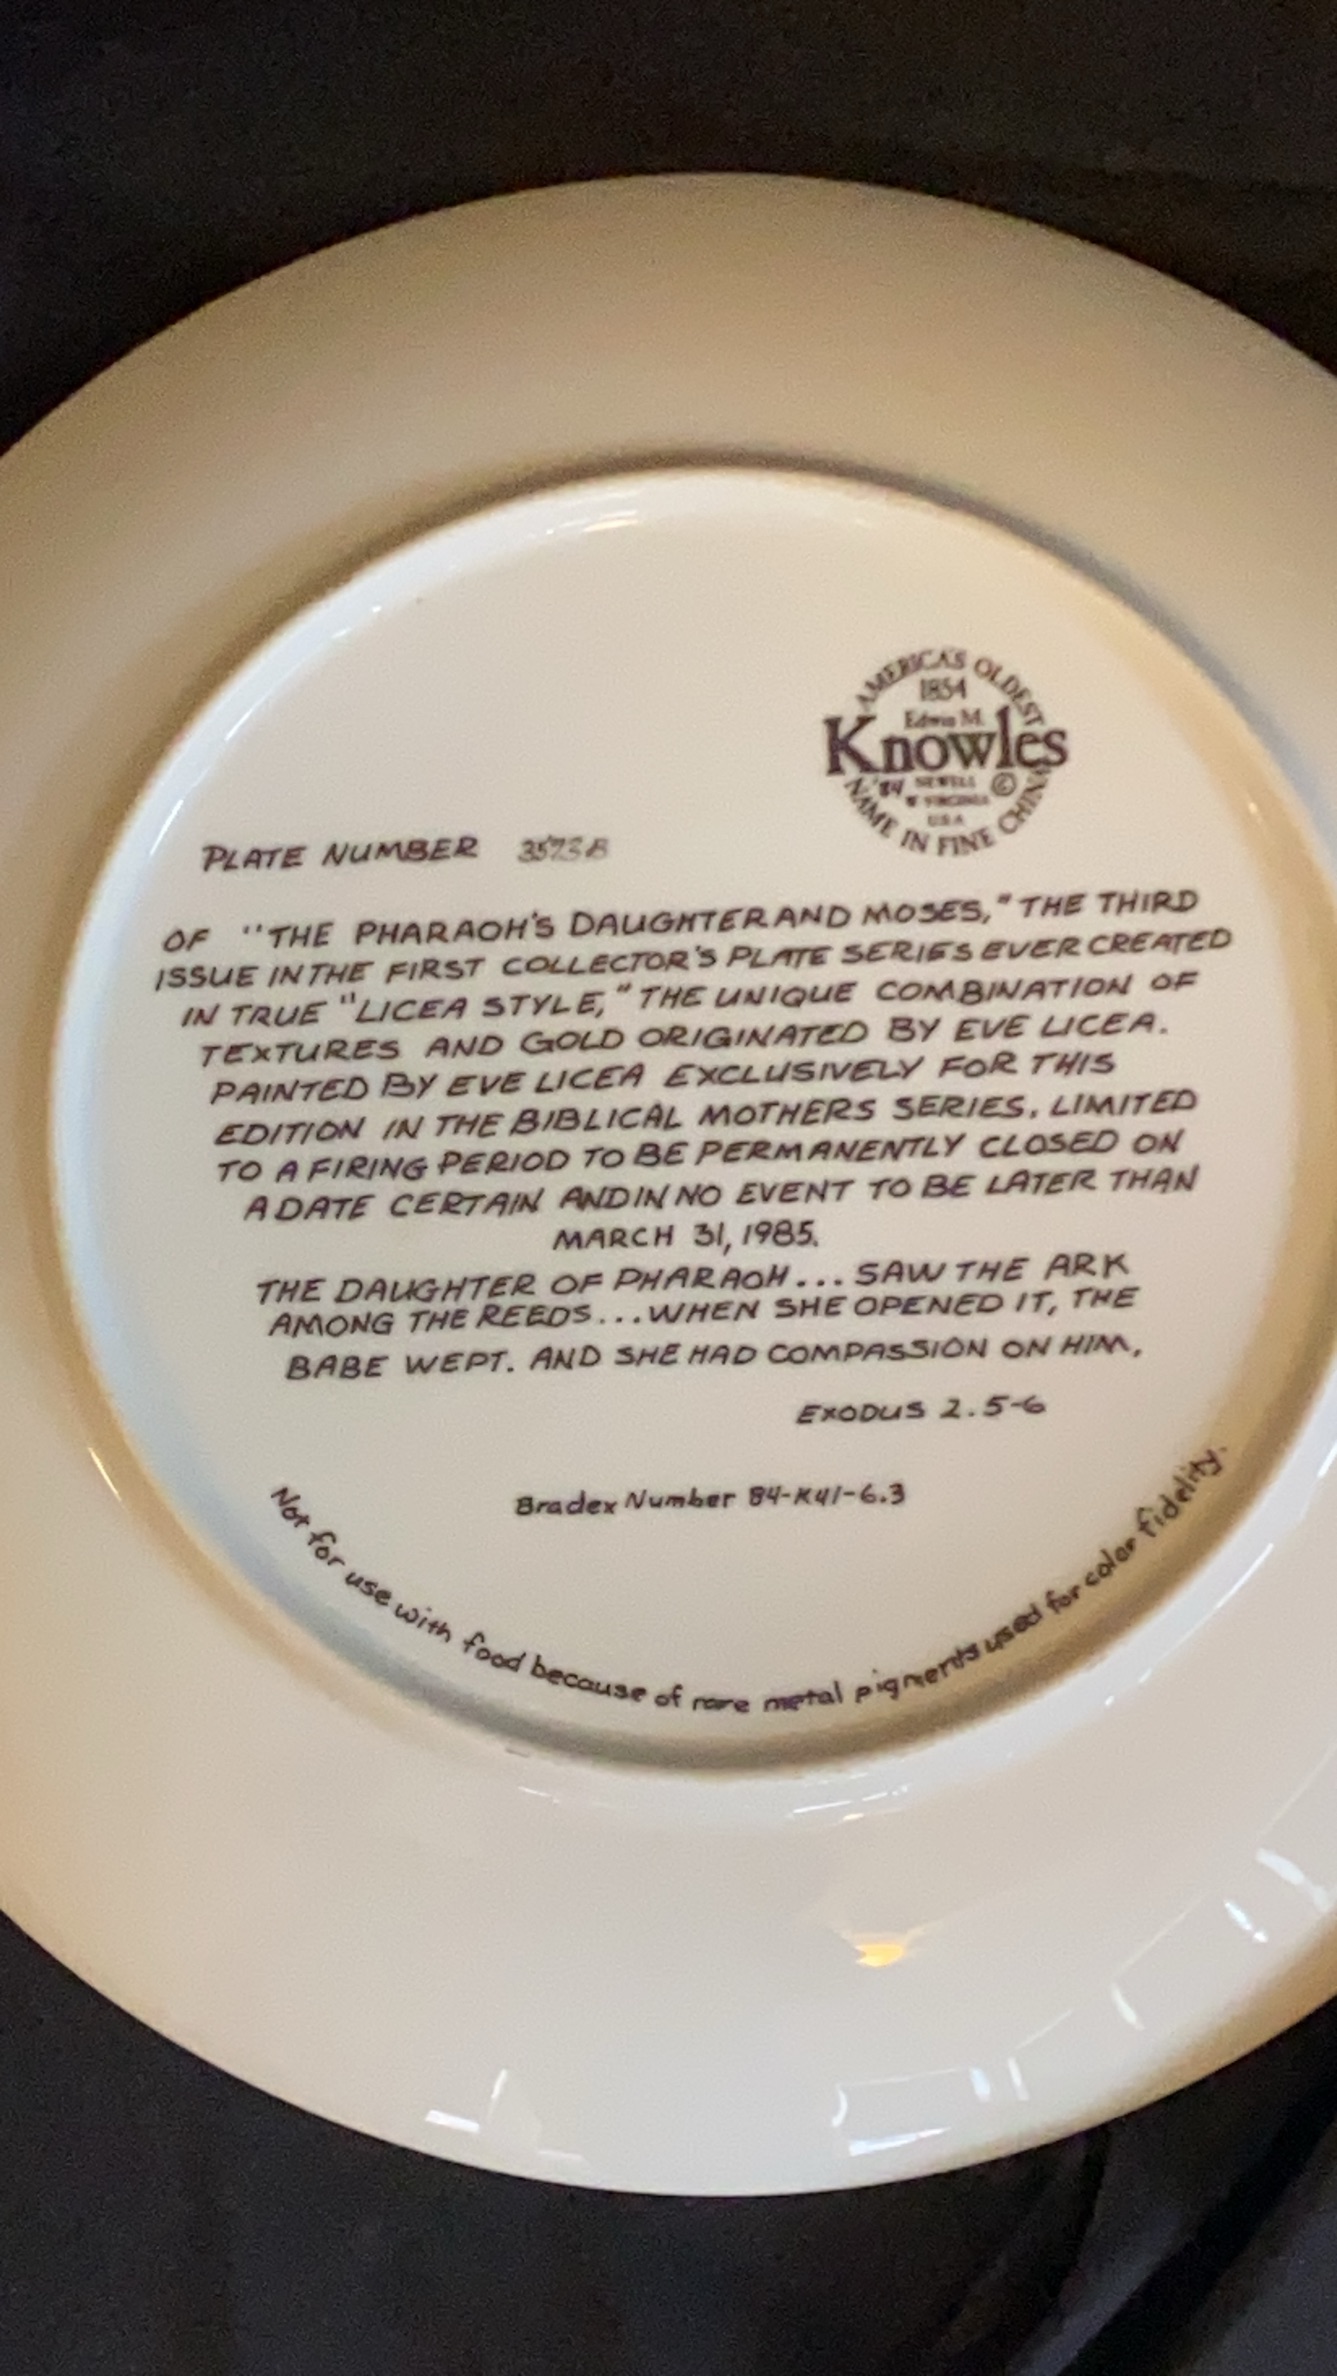 AMERICA'S OLDEST
1854
Edwin M.
Knowles
'84 NEWELL ©
W VIRGINIA
USA
NAME IN FINE CHINA
PLATE NUMBER
OF "THE PHARAOH'S DAUGHTER AND MOSES," THE THIRD
ISSUE IN THE FIRST COLLECTOR'S PLATE SERIES EVER CREATED
IN TRUE "LICEA STYLE," THE UNIQUE COMBINATION OF
TEXTURES AND GOLD ORIGINATED BY EVE LICEA.
PAINTED BY EVE LICEA EXCLUSIVELY FOR THIS
EDITION IN THE BIBLICAL MOTHERS SERIES. LIMITED
TO A FIRING PERIOD TO BE PERMANENTLY CLOSED ON
A DATE CERTAIN AND IN NO EVENT TO BE LATER THAN
MARCH 31, 1985.
THE DAUGHTER OF PHARAOH... SAW THE ARK
AMONG THE REEDS... WHEN SHE OPENED IT, THE
BABE WEPT. AND SHE HAD COMPASSION ON HIM.
EXODUS 2.5-6
Bradex Number 84-K41-6.3
Not for use with food because of rare metal pigments used for color fidelity.